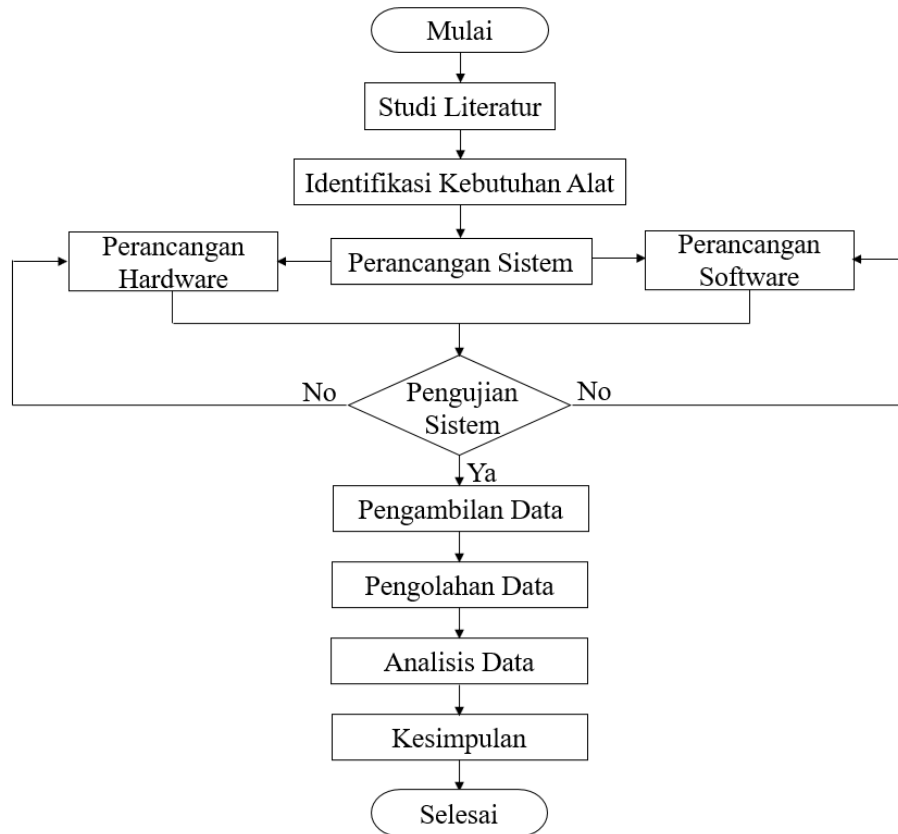 Mulai
Studi Literatur
Identifikasi Kebutuhan Alat
Perancangan
Hardware
Perancangan Sistem
Perancangan
Software
No
Pengujian
Sistem
No
Ya
Pengambilan Data
Pengolahan Data
Analisis Data
Kesimpulan
Selesai